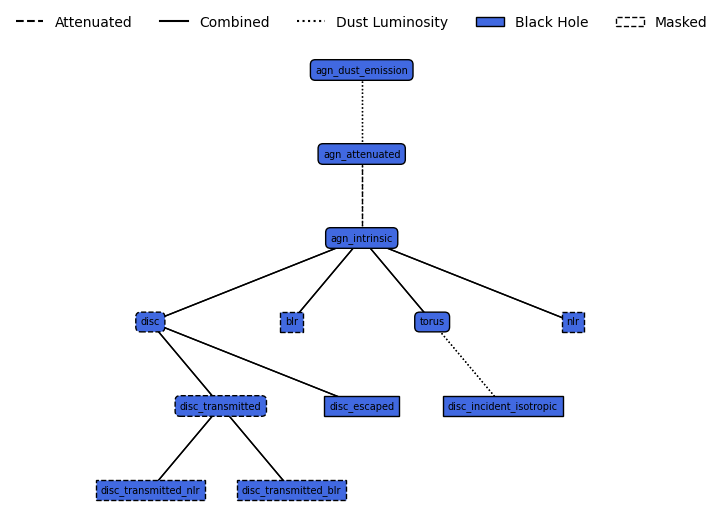 Attenuated Combined Dust Luminosity Black Hole Masked
agn_dust_emission
agn_attenuated
agn_intrinsic
disc blr torus nlr
disc_transmitted disc_escaped disc_incident_isotropic
disc_transmitted_nlr disc_transmitted_blr